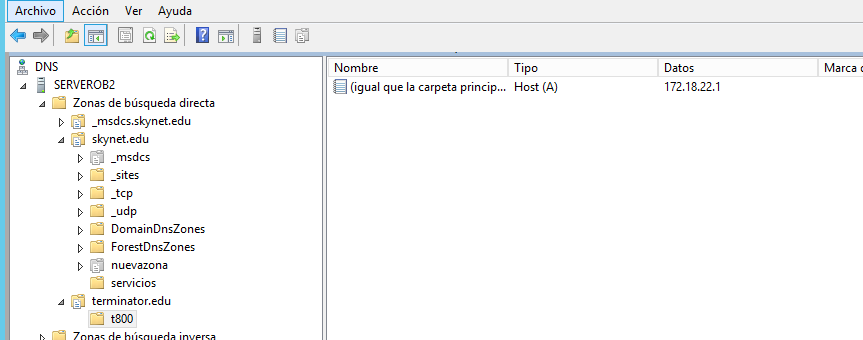 Archivo Acción Ver Ayuda
DNS
SERVEROB2
Zonas de búsqueda directa
_msdcs.skynet.edu
skynet.edu
_msdcs
_sites
_tcp
_udp
DomainDnsZones
ForestDnsZones
nuevazona
servicios
terminator.edu
t800
Zonas de búsqueda inversa
Nombre Tipo Datos Marca
(igual que la carpeta princip... Host (A) 172.18.22.1